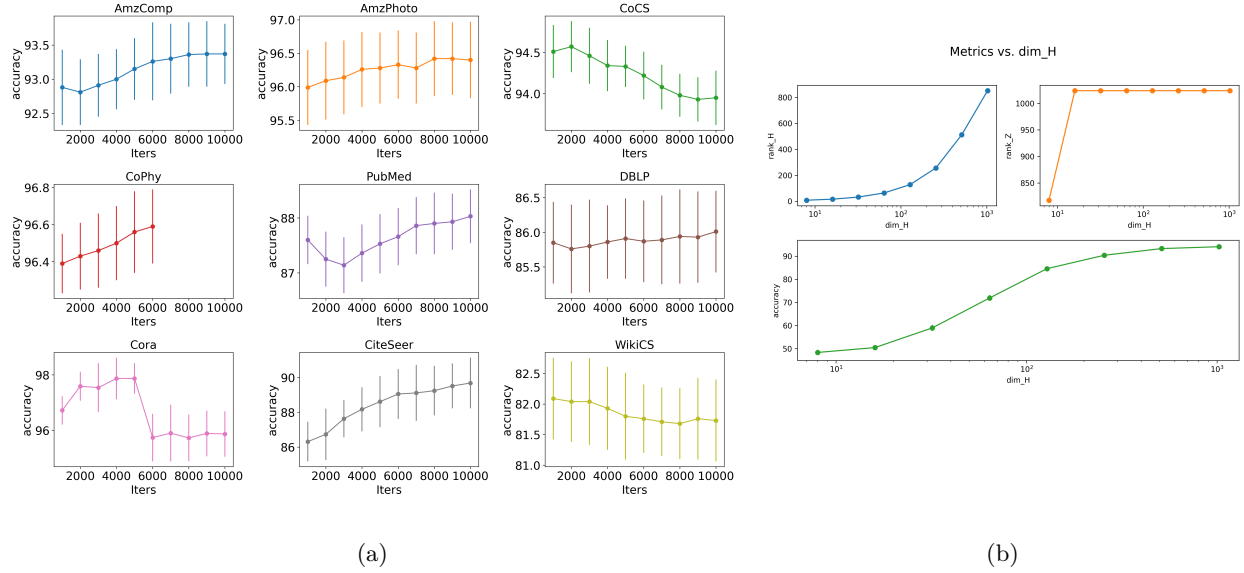 AmzComp
accuracy
93.5
93.0
92.5
2000 4000 6000 8000 10000
Iters
AmzPhoto
accuracy
97.0
96.5
96.0
95.5
2000 4000 6000 8000 10000
Iters
CoCS
accuracy
94.5
94.0
2000 4000 6000 8000 10000
Iters
CoPhy
accuracy
96.8
96.6
96.4
2000 4000 6000 8000 10000
Iters
PubMed
accuracy
88
87
2000 4000 6000 8000 10000
Iters
DBLP
accuracy
86.5
86.0
85.5
2000 4000 6000 8000 10000
Iters
Cora
accuracy
98
96
2000 4000 6000 8000 10000
Iters
CiteSeer
accuracy
90
88
86
2000 4000 6000 8000 10000
Iters
WikiCS
accuracy
82.5
82.0
81.5
81.0
2000 4000 6000 8000 10000
Iters
(a)
Metrics vs. dim_H
rank_H
800
600
400
200
0
10¹ 10² 10³
dim_H
rank_Z
1000
950
900
850
10¹ 10² 10³
dim_H
accuracy
90
80
70
60
50
10¹ 10² 10³
dim_H
(b)